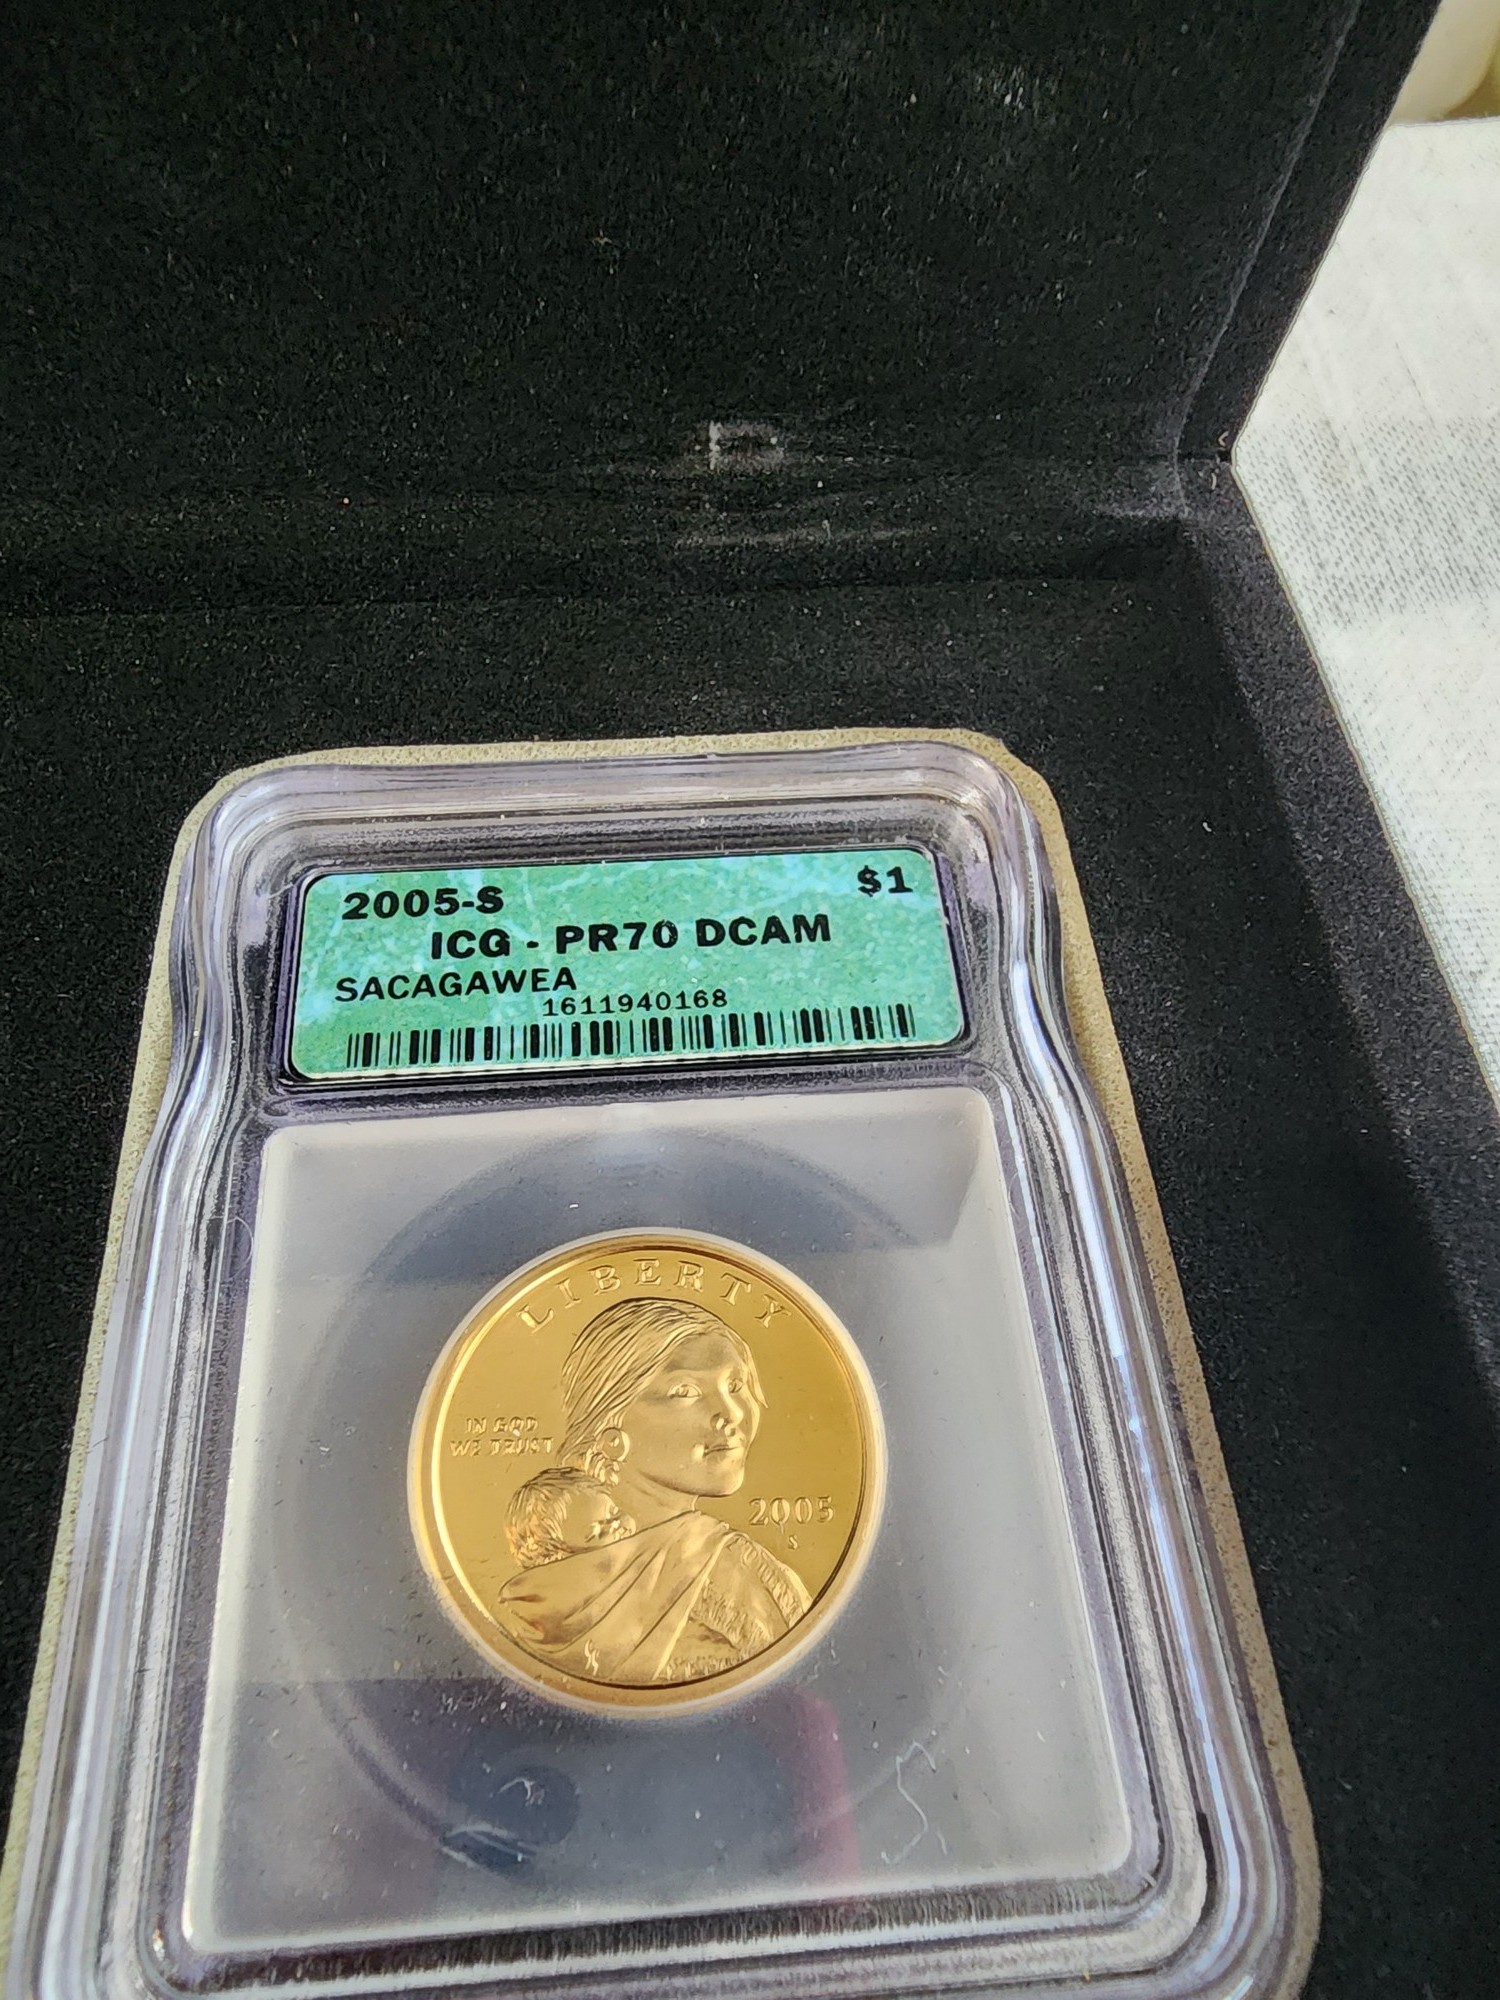 2005-S $1
ICG - PR70 DCAM
SACAGAWEA
1611940168
LIBERTY
IN GOD
WE TRUST
2005
S